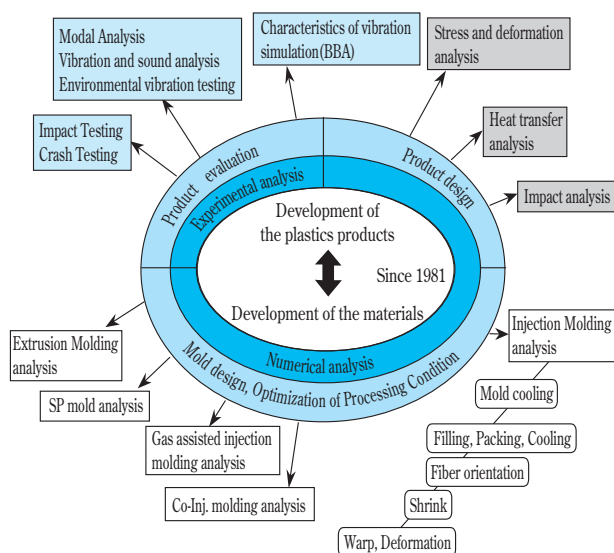 Modal Analysis
Vibration and sound analysis
Environmental vibration testing
Characteristics of vibration
simulation(BBA)
Stress and deformation
analysis
Impact Testing
Crash Testing
Heat transfer
analysis
Impact analysis
Product evaluation
Product design
Experimental analysis
Development of
the plastics products
Since 1981
Development of the materials
Numerical analysis
Mold design, Optimization of Processing Condition
Extrusion Molding
analysis
SP mold analysis
Gas assisted injection
molding analysis
Co-Inj. molding analysis
Injection Molding
analysis
Mold cooling
Filling, Packing, Cooling
Fiber orientation
Shrink
Warp, Deformation